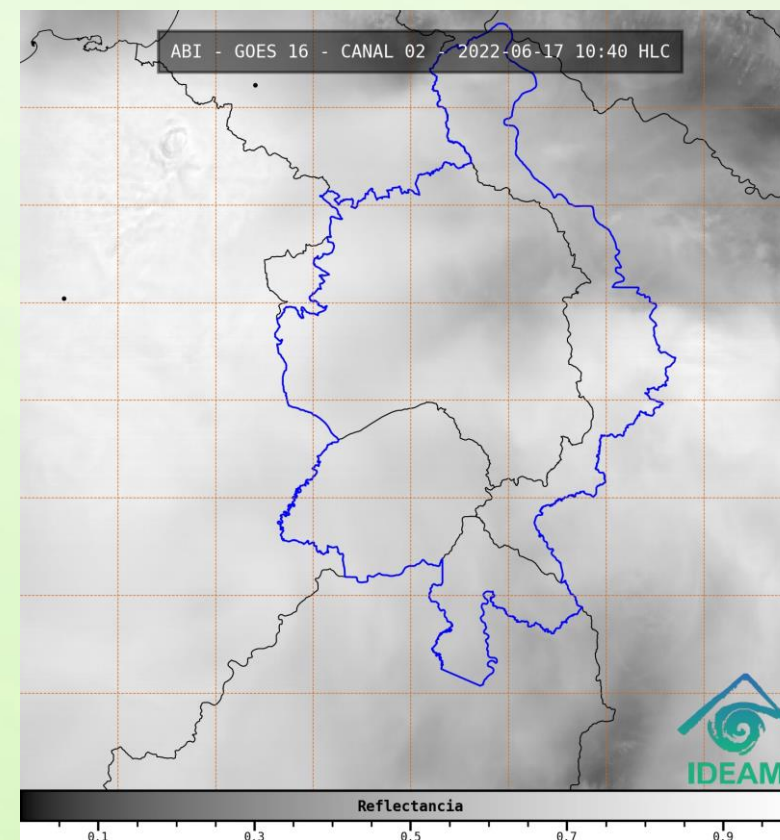 ABI - GOES 16 - CANAL 02 - 2022-06-17 10:40 HLC
IDEAM
Reflectancia
0.1 0.3 0.5 0.7 0.9